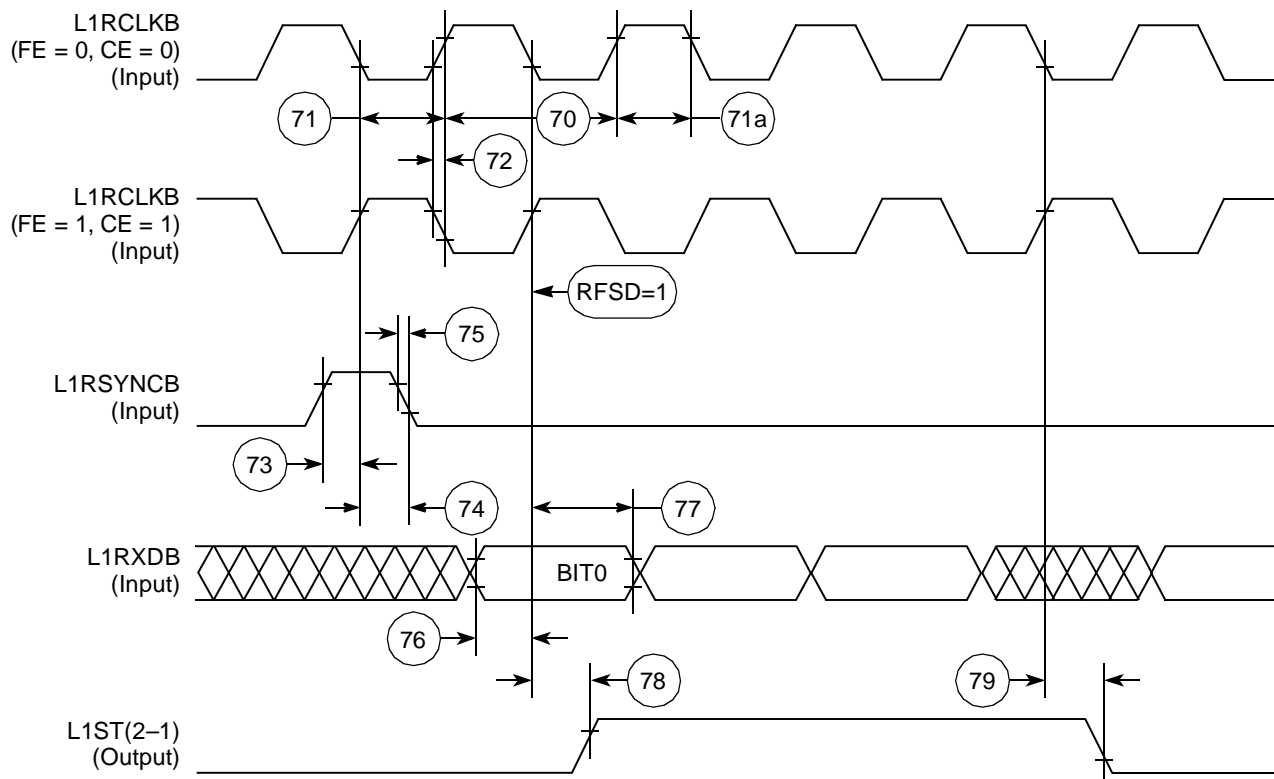 L1RCLKB
(FE = 0, CE = 0)
(Input)
71
70
71a
72
L1RCLKB
(FE = 1, CE = 1)
(Input)
RFSD=1
75
L1RSYNCB
(Input)
73
74
77
L1RXDB
(Input)
BIT0
76
78
79
L1ST(2–1)
(Output)